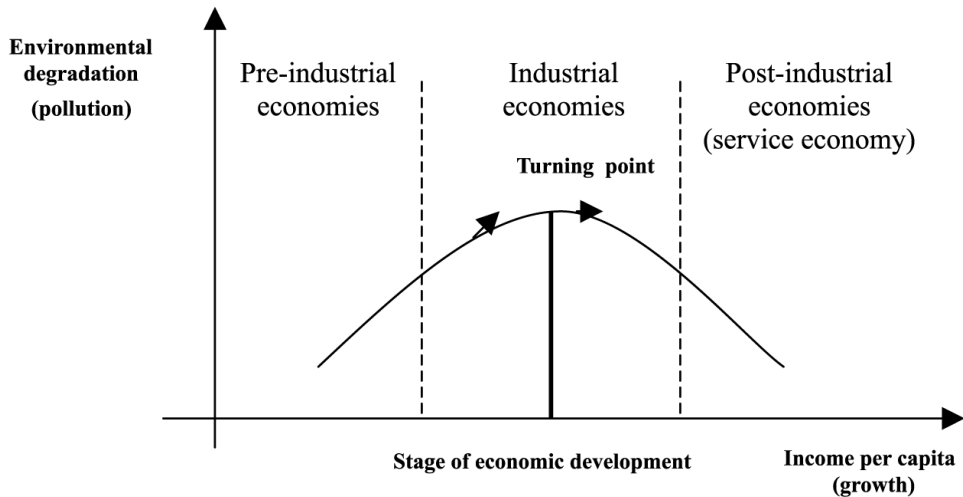 Environmental
degradation
(pollution)
Pre-industrial
economies
Industrial
economies
Post-industrial
economies
(service economy)
Turning point
Stage of economic development
Income per capita
(growth)